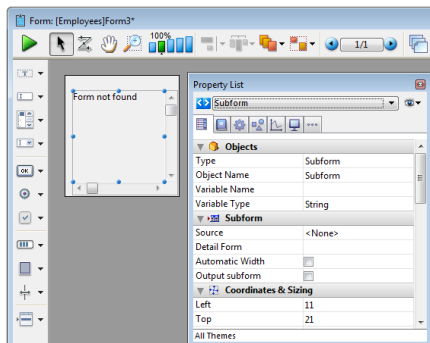 Form: [Employees]Form3*
100%
1/1
Form not found
Property List
Subform
Objects
Type Subform
Object Name Subform
Variable Name
Variable Type String
Subform
Source <None>
Detail Form
Automatic Width
Output subform
Coordinates & Sizing
Left 11
Top 21
All Themes
OK